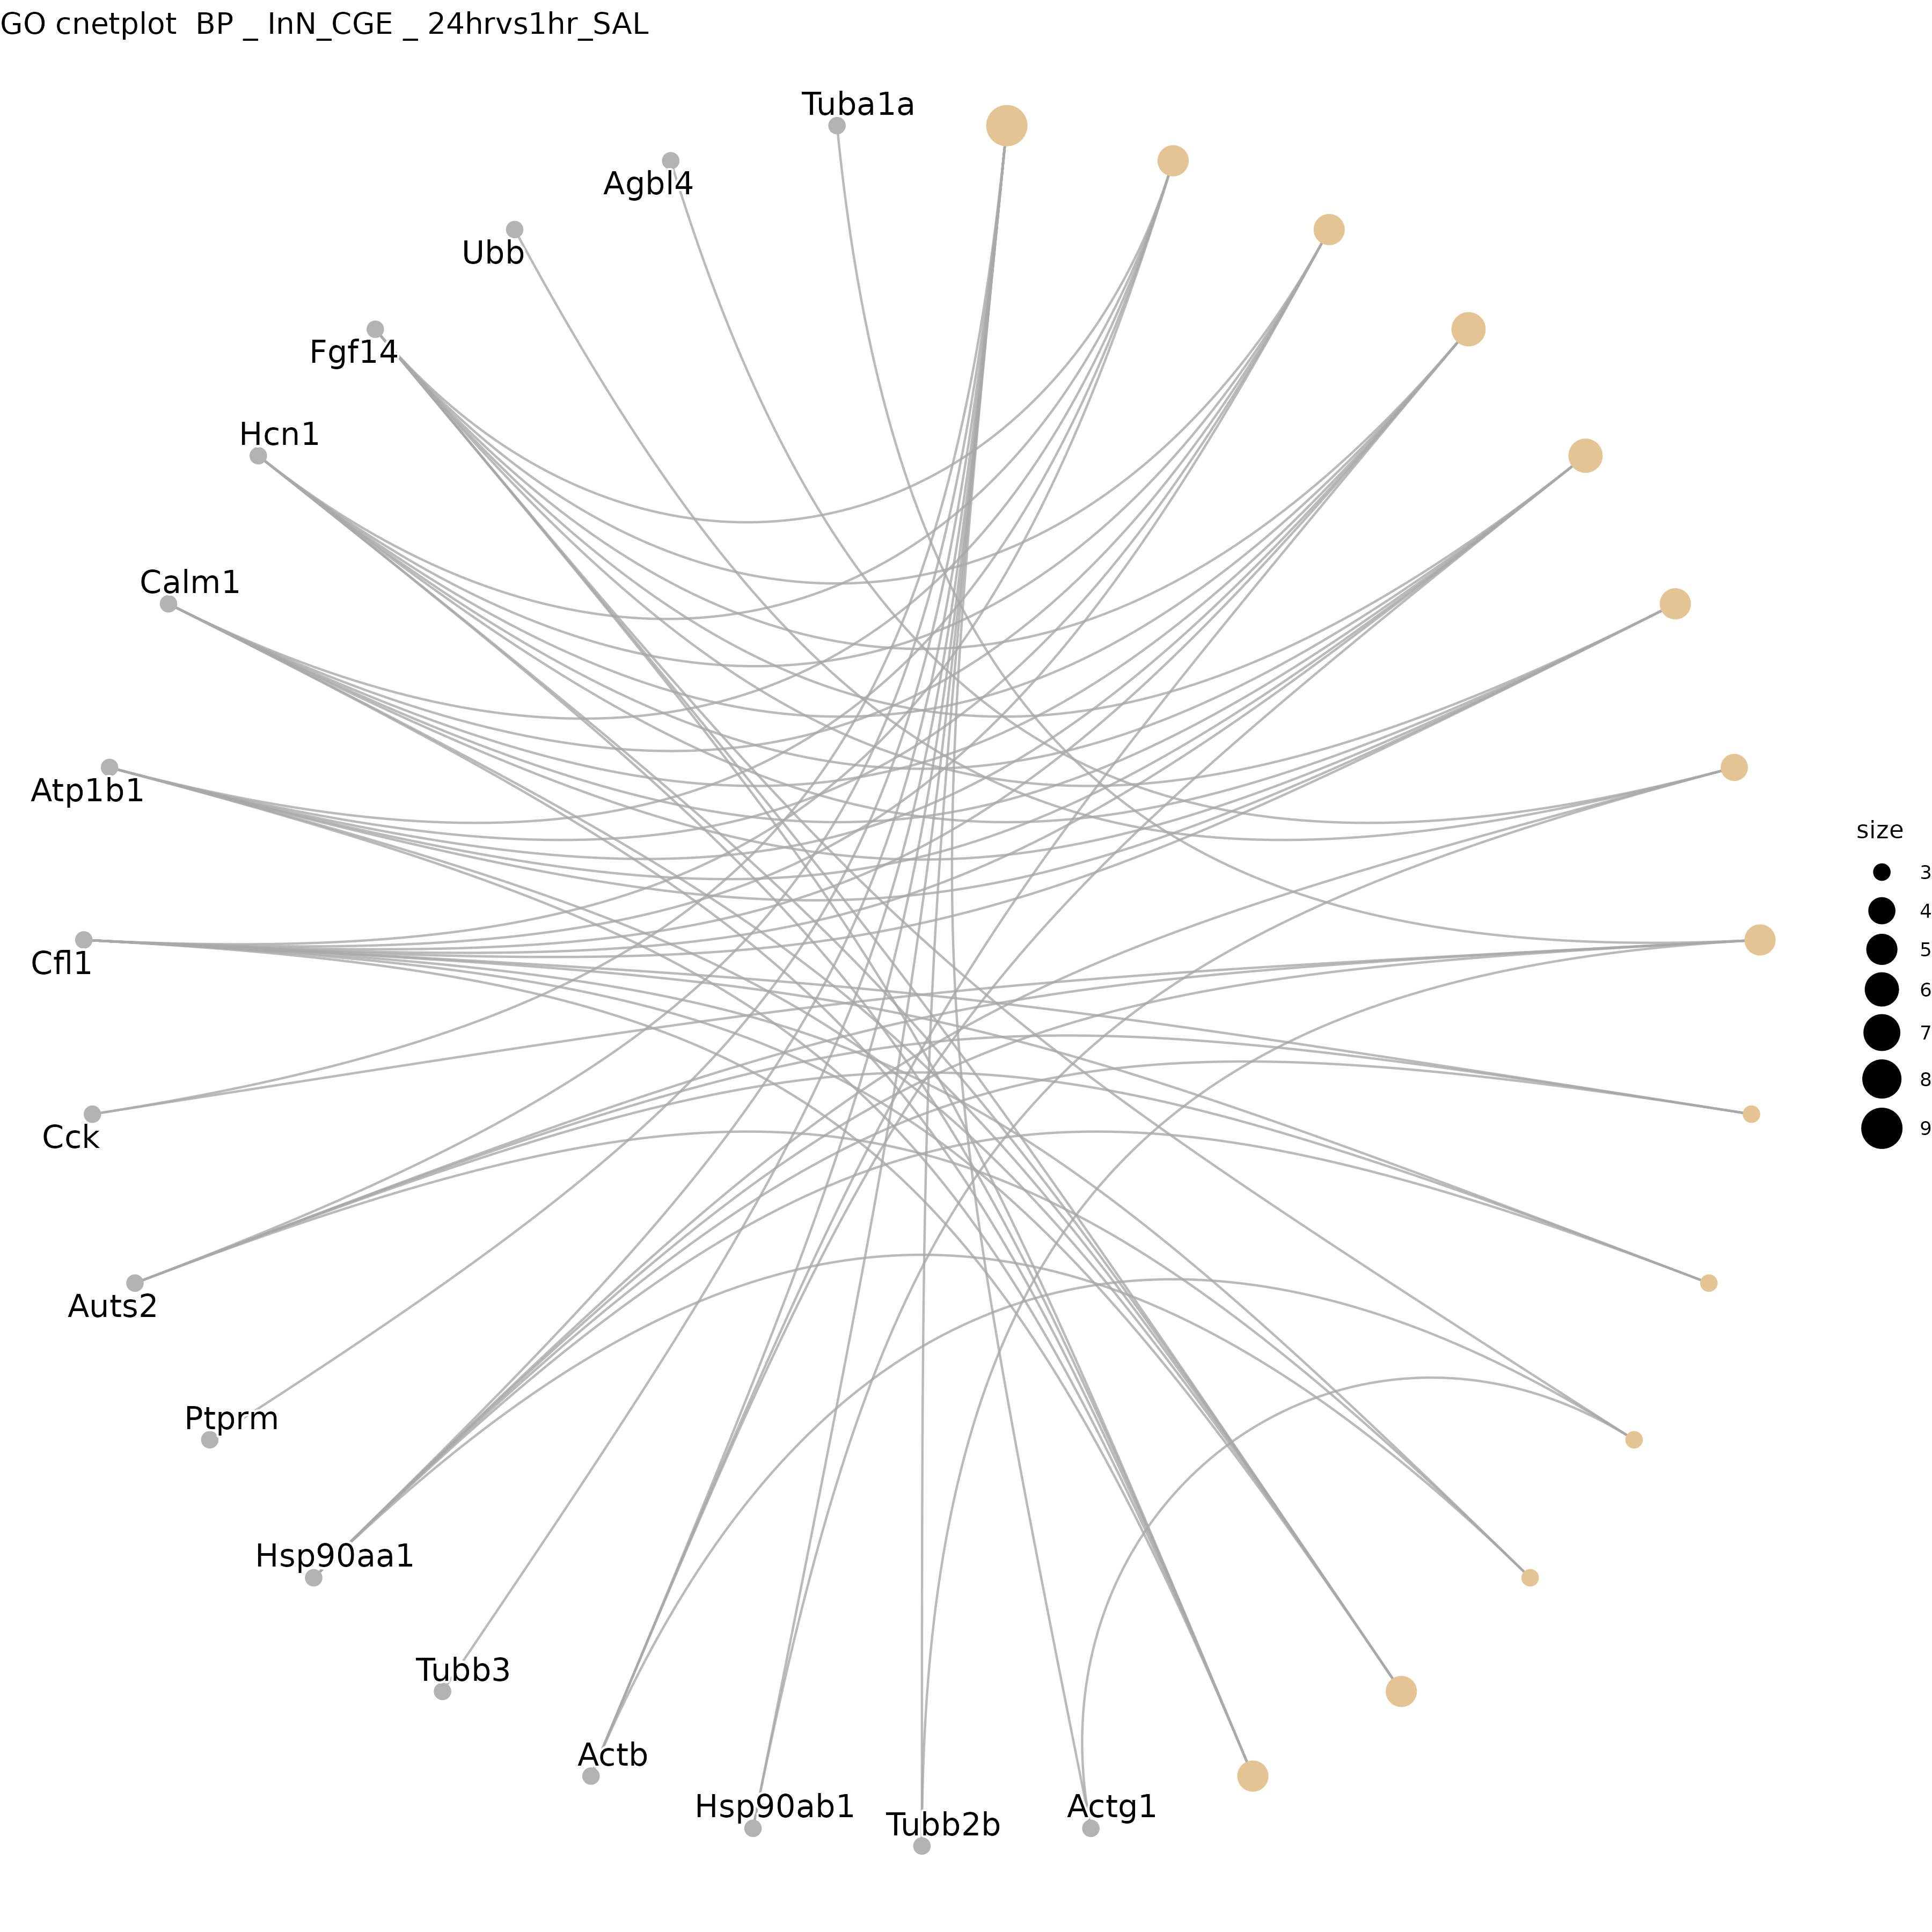 GO cnetplot  BP _ InN_CGE _ 24hrvs1hr_SAL
Tuba1a
Agbl4
Ubb
Fgf14
Hcn1
Calm1
Atp1b1
Cfl1
Cck
Auts2
Ptprm
Hsp90aa1
Tubb3
Actb
Hsp90ab1
Tubb2b
Actg1
size
3
4
5
6
7
8
9